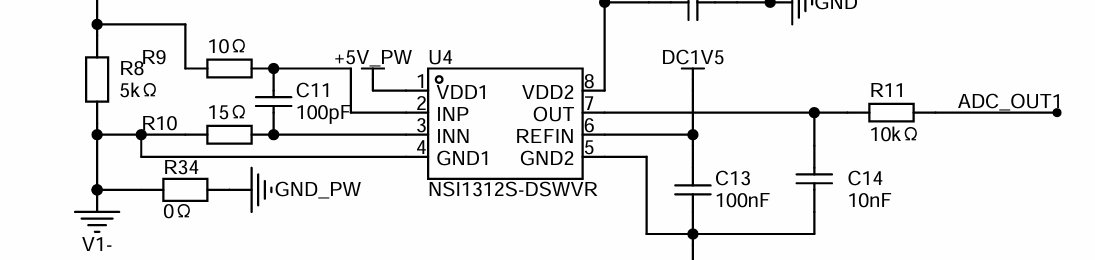 GND
R9
10Ω
+5V_PW
U4
DC1V5
R8
5kΩ
C11
100pF
1
VDD1
VDD2
8
R11
ADC_OUT1
15Ω
2
INP
OUT
7
R10
3
INN
REFIN
6
10kΩ
4
GND1
GND2
5
R34
GND_PW
NSI1312S-DSWVR
C13
100nF
C14
10nF
0Ω
V1-